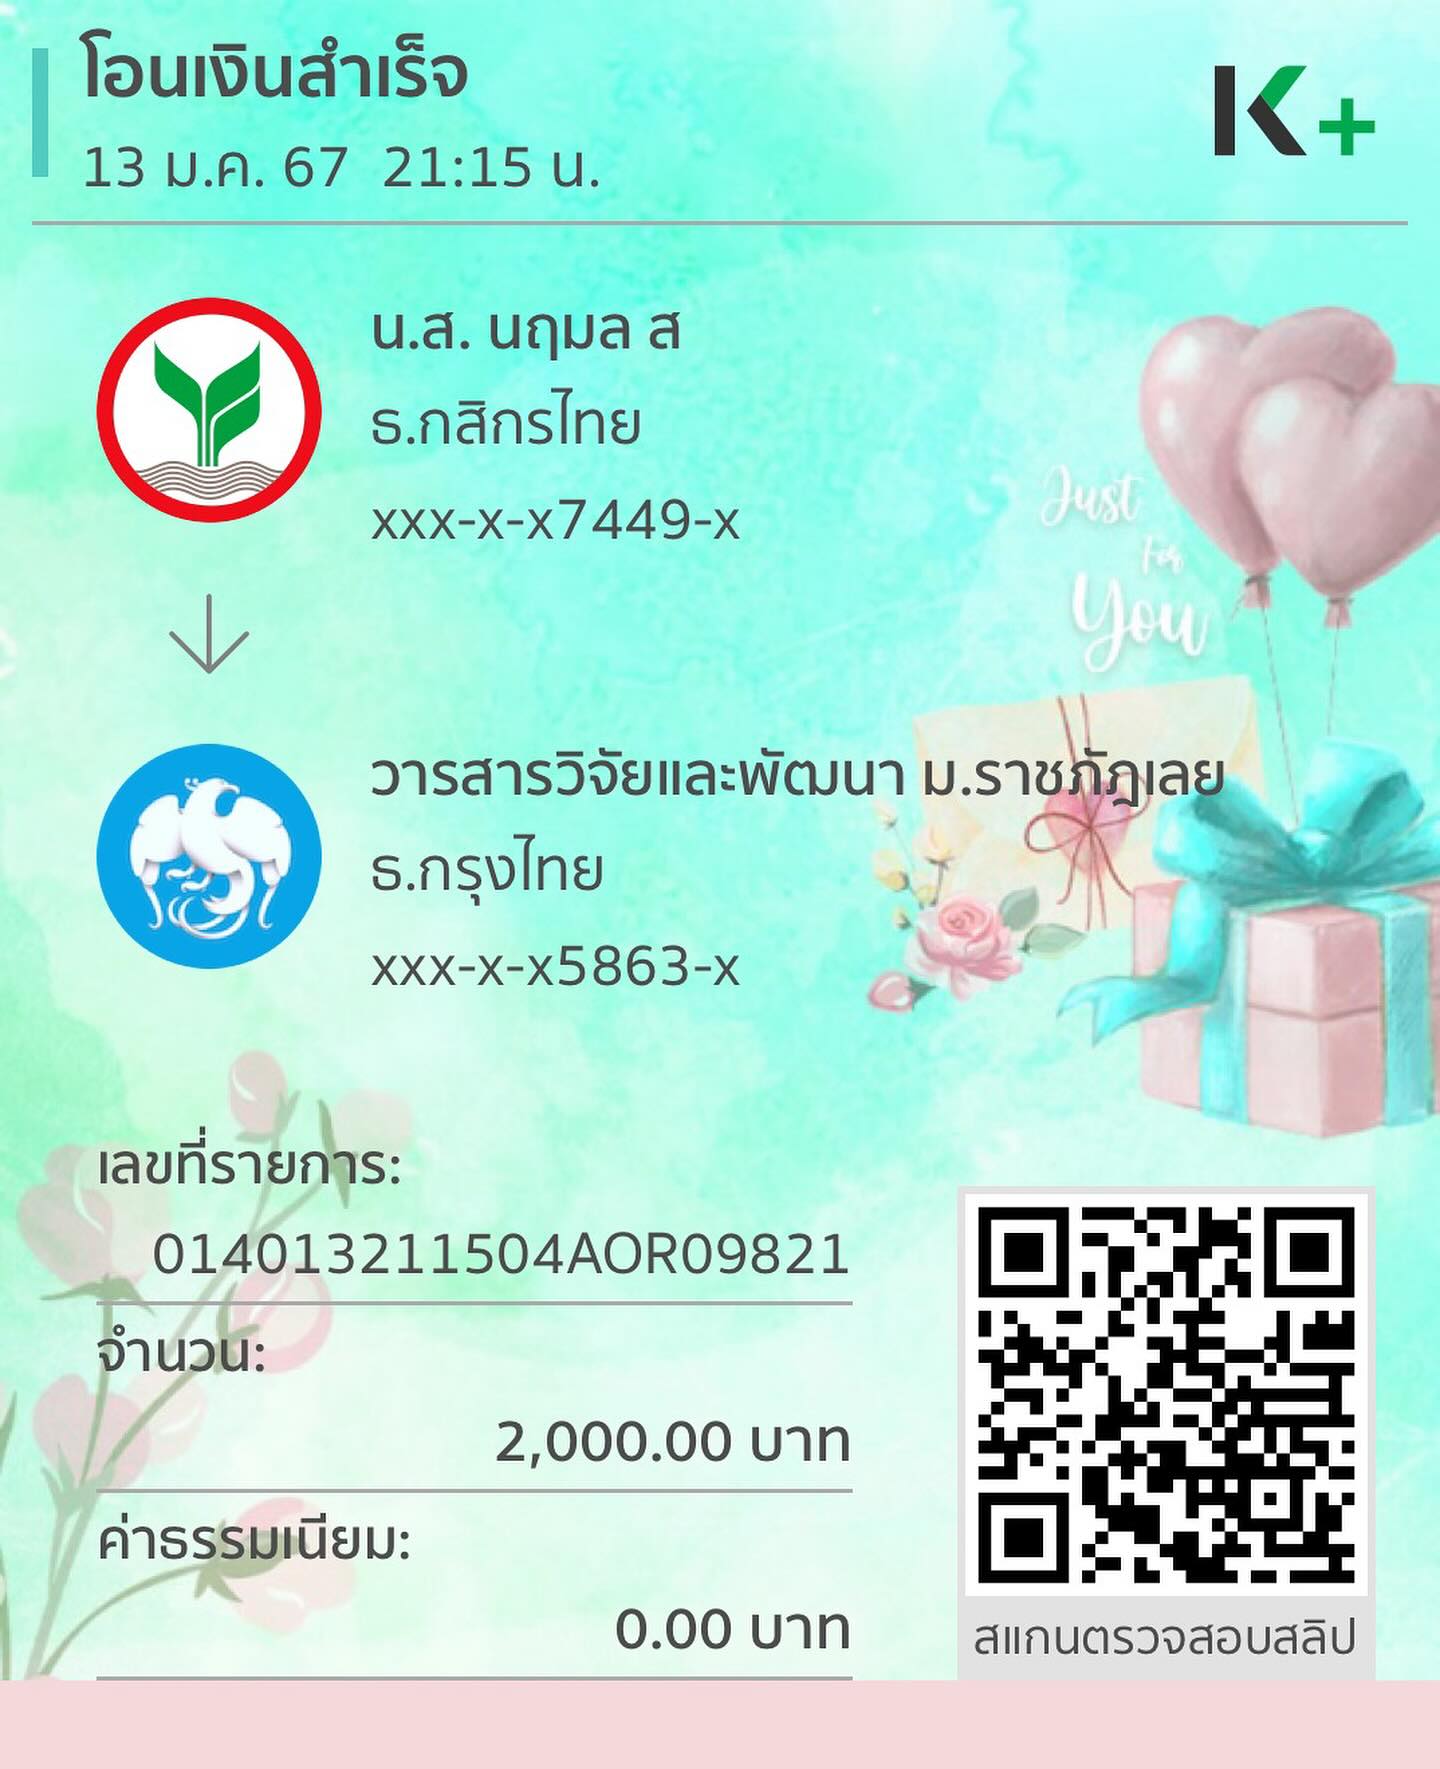 โอนเงินสำเร็จ
13 ม.ค. 67  21:15 น.
K+
น.ส. นฤมล ส
ธ.กสิกรไทย
xxx-x-x7449-x
Just
For
You
วารสารวิจัยและพัฒนา ม.ราชภัฎเลย
ธ.กรุงไทย
xxx-x-x5863-x
เลขที่รายการ:
014013211504AOR09821
จำนวน:
2,000.00 บาท
ค่าธรรมเนียม:
0.00 บาท
สแกนตรวจสอบสลิป